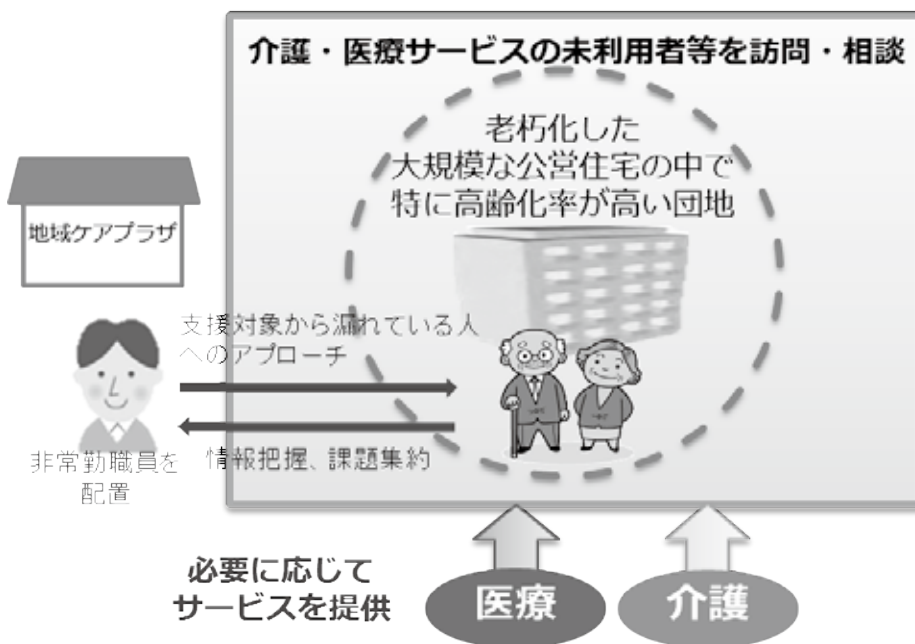 介護・医療サービスの未利用者等を訪問・相談
老朽化した
大規模な公営住宅の中で
特に高齢化率が高い団地
地域ケアプラザ
支援対象から漏れている人
へのアプローチ
非常勤職員を
配置
情報把握、課題集約
必要に応じて
サービスを提供
医療
介護